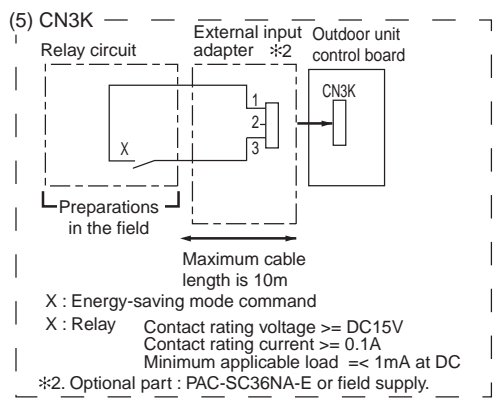 (5) CN3K
Relay circuit
External input
adapter ✻2
Outdoor unit
control board
CN3K
1
2
3
X
Preparations
in the field
Maximum cable
length is 10m
X : Energy-saving mode command
X : Relay Contact rating voltage >= DC15V
Contact rating current >= 0.1A
Minimum applicable load =< 1mA at DC
✻2. Optional part : PAC-SC36NA-E or field supply.